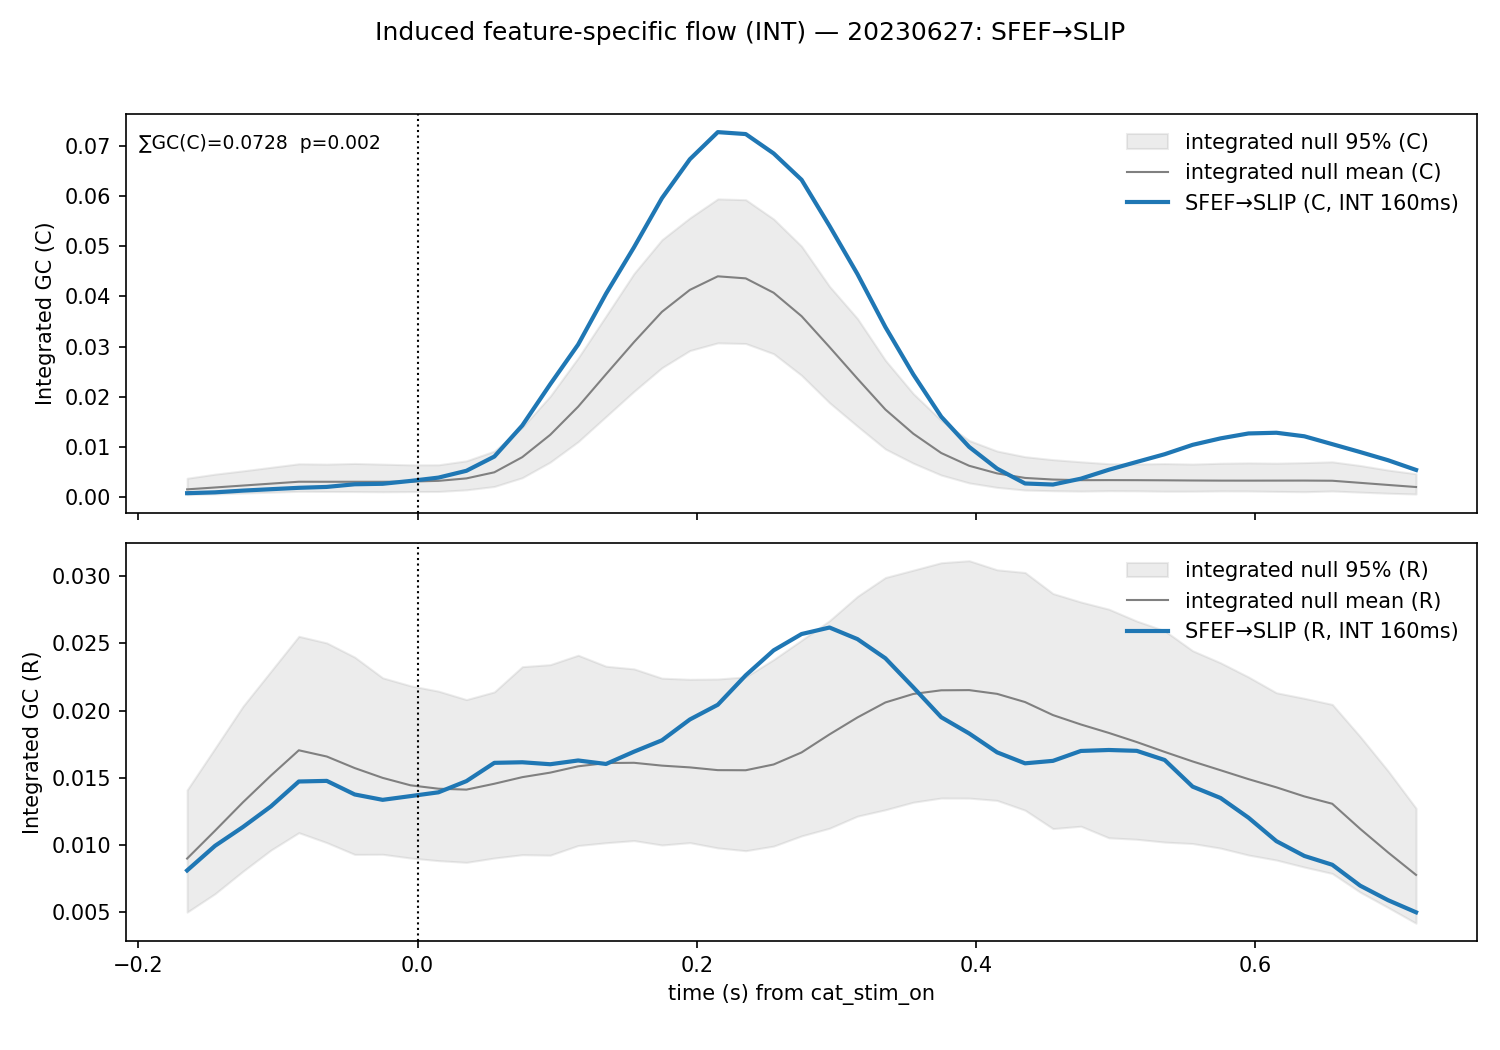 Induced feature-specific flow (INT) — 20230627: SFEF→SLIP
∑GC(C)=0.0728  p=0.002
integrated null 95% (C)
integrated null mean (C)
SFEF→SLIP (C, INT 160ms)
Integrated GC (C)
0.07
0.06
0.05
0.04
0.03
0.02
0.01
0.00
integrated null 95% (R)
integrated null mean (R)
SFEF→SLIP (R, INT 160ms)
Integrated GC (R)
0.030
0.025
0.020
0.015
0.010
0.005
−0.2 0.0 0.2 0.4 0.6
time (s) from cat_stim_on